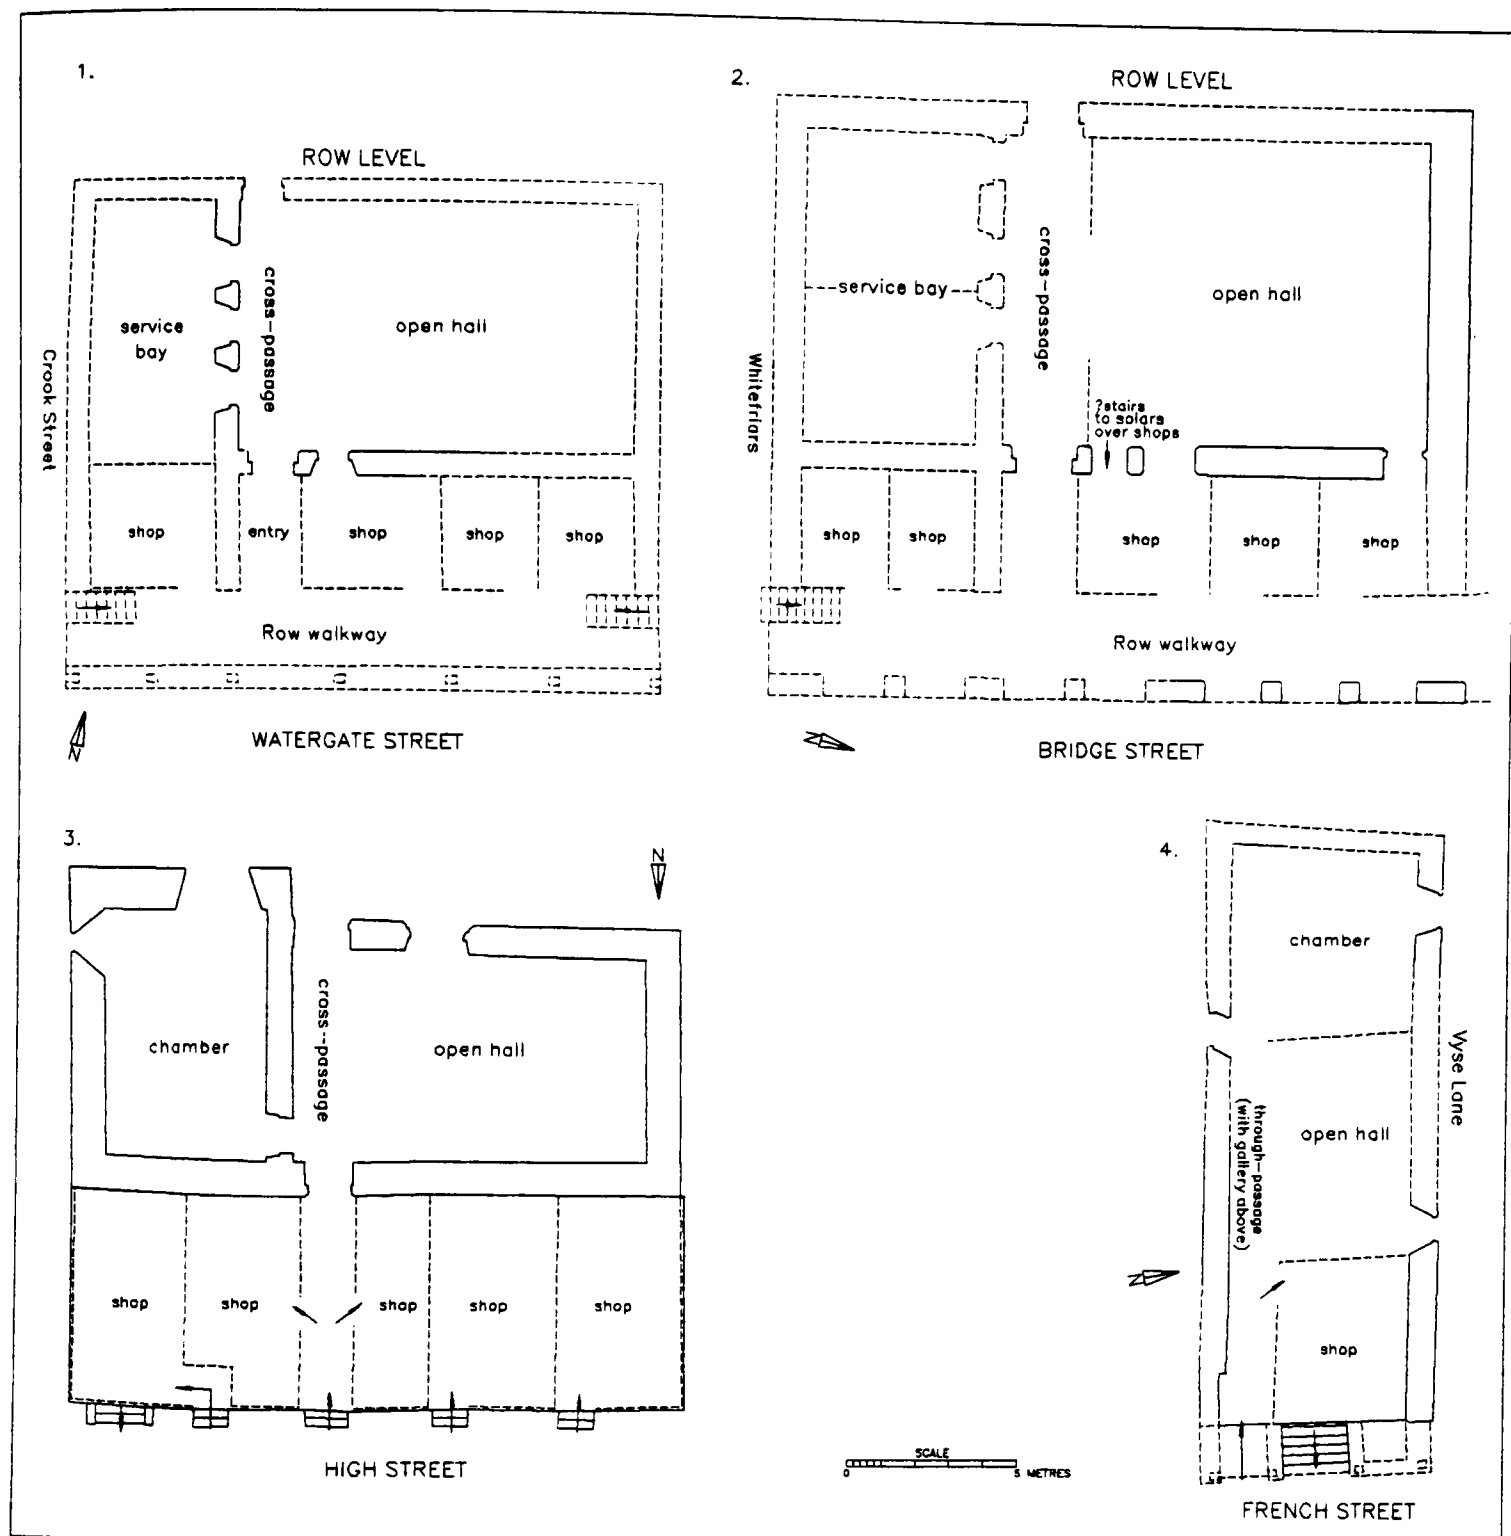 1.
ROW LEVEL
Crook Street
service
bay
cross-passage
open hall
shop
entry
shop
shop
shop
Row walkway
N
WATERGATE STREET
2.
ROW LEVEL
Whitefriars
service bay
cross-passage
open hall
?stairs
to solars
over shops
shop
shop
shop
shop
shop
Row walkway
N
BRIDGE STREET
3.
N
chamber
cross-passage
open hall
shop
shop
shop
shop
shop
HIGH STREET
SCALE
0
5 METRES
4.
chamber
Vyse Lane
through-passage
(with gallery above)
open hall
N
shop
FRENCH STREET